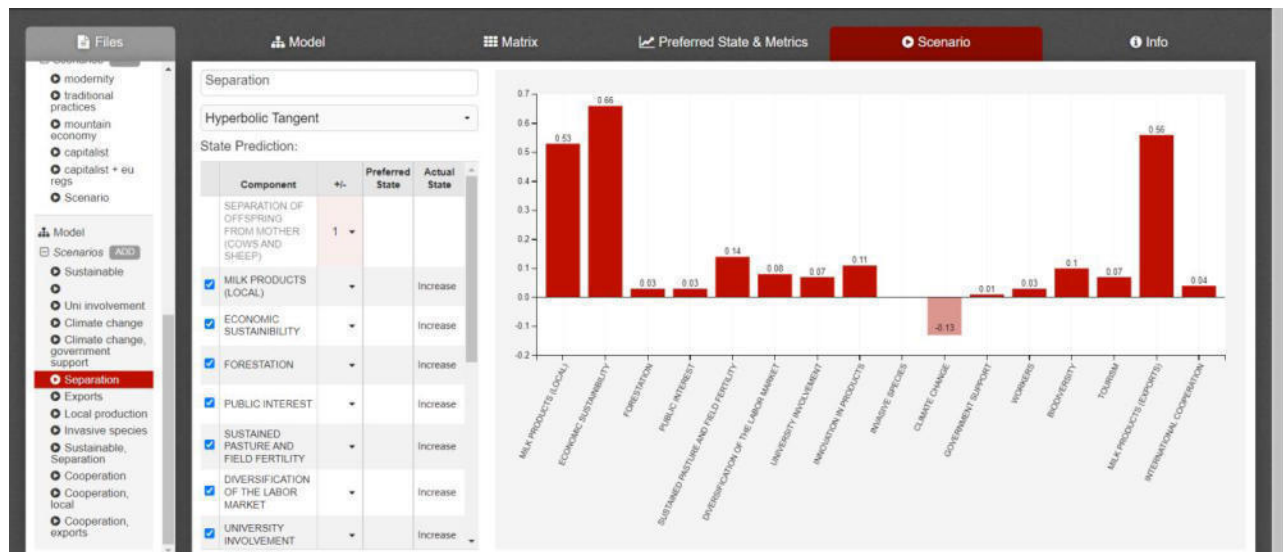 Files
Model
Matrix
Preferred State & Metrics
Scenario
Info
modernity
traditional
practices
mountain
economy
capitalist
capitalist + eu
regs
Scenario
Model
Scenarios ADD
Sustainable
Uni involvement
Climate change
Climate change,
government
support
Separation
Exports
Local production
Invasive species
Sustainable,
Separation
Cooperation
Cooperation,
local
Cooperation,
exports
Separation
Hyperbolic Tangent
State Prediction:
Component +/- Preferred State Actual State
SEPARATION OF
OFFSPRING
FROM MOTHER
(COWS AND
SHEEP)
1
MILK PRODUCTS
(LOCAL)
Increase
ECONOMIC
SUSTAINIBILITY
Increase
FORESTATION
Increase
PUBLIC INTEREST
Increase
SUSTAINED
PASTURE AND
FIELD FERTILITY
Increase
DIVERSIFICATION
OF THE LABOR
MARKET
Increase
UNIVERSITY
INVOLVEMENT
Increase
0.7
0.6
0.5
0.4
0.3
0.2
0.1
0.0
-0.1
-0.2
0.53
0.66
0.03
0.03
0.14
0.08
0.07
0.11
-0.13
0.01
0.03
0.1
0.07
0.56
0.04
MILK PRODUCTS (LOCAL)
ECONOMIC SUSTAINIBILITY
FORESTATION
PUBLIC INTEREST
SUSTAINED PASTURE AND FIELD FERTILITY
DIVERSIFICATION OF THE LABOR MARKET
UNIVERSITY INVOLVEMENT
INNOVATION IN PRODUCTS
INVASIVE SPECIES
CLIMATE CHANGE
GOVERNMENT SUPPORT
WORKERS
BIODIVERSITY
TOURISM
MILK PRODUCTS (EXPORTS)
INTERNATIONAL COOPERATION